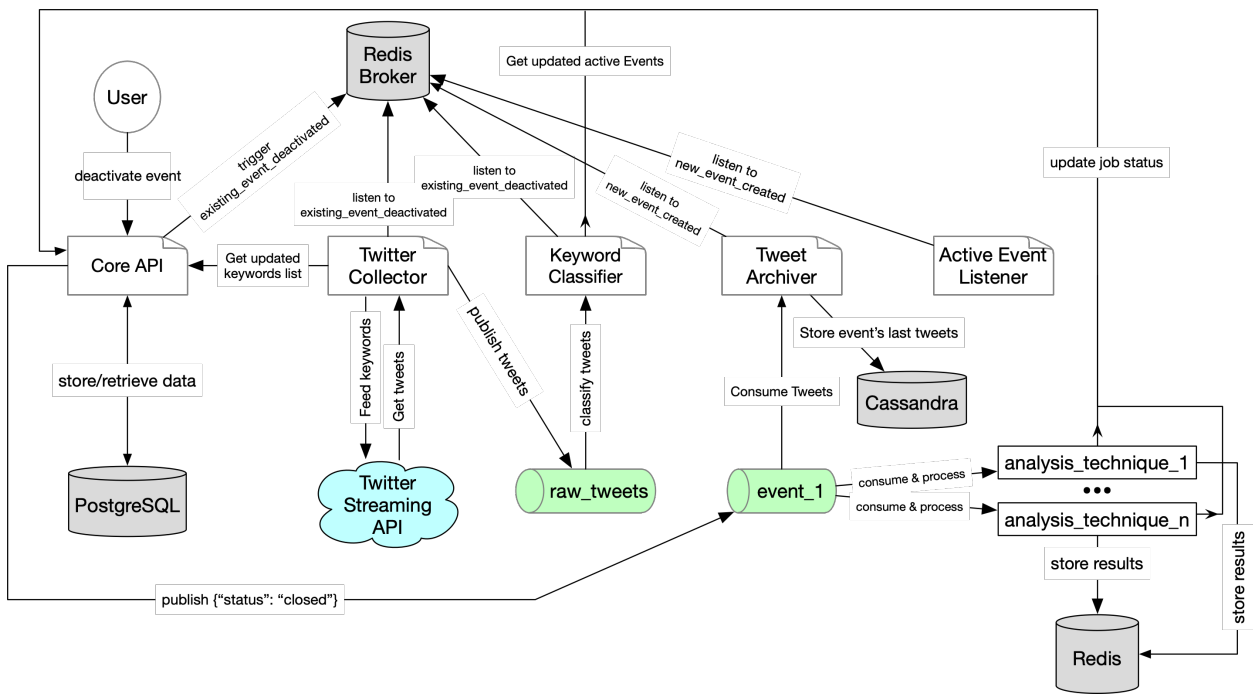 Redis
Broker
Get updated active Events
User
trigger
existing_event_deactivated
listen to
new_event_created
update job status
deactivate event
listen to
existing_event_deactivated
listen to
existing_event_deactivated
listen to
new_event_created
Core API
Get updated
keywords list
Twitter
Collector
Keyword
Classifier
Tweet
Archiver
Active Event
Listener
publish tweets
Store event's last tweets
Feed keywords
Get tweets
classify tweets
store/retrieve data
Consume Tweets
Cassandra
PostgreSQL
Twitter
Streaming
API
raw_tweets
event_1
consume & process
consume & process
analysis_technique_1
•••
analysis_technique_n
store results
store results
publish {“status”: “closed”}
Redis